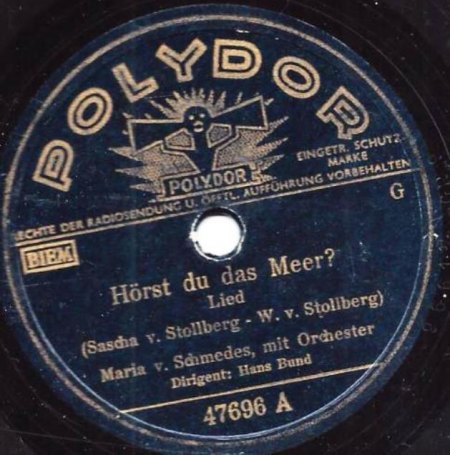 POLYDOR
POLYDOR
EINGETR. SCHUTZ-
MARKE
ECHTE DER RADIOSENDUNG U. ÖFFTL. AUFFÜHRUNG VORBEHALTEN
G
BIEM
Hörst du das Meer?
Lied
(Sascha v. Stollberg - W. v. Stollberg)
Maria v. Schmedes, mit Orchester
Dirigent: Hans Bund
47696 A